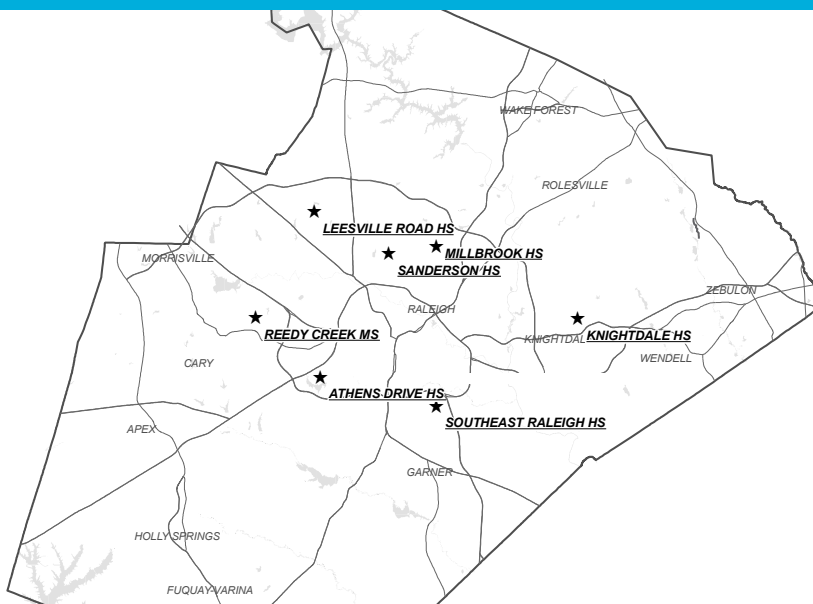 WAKE FOREST
ROLESVILLE
LEESVILLE ROAD HS
MILLBROOK HS
MORRISVILLE
SANDERSON HS
ZEBULON
RALEIGH
REEDY CREEK MS
KNIGHTDAL
KNIGHTDALE HS
WENDELL
CARY
ATHENS DRIVE HS
SOUTHEAST RALEIGH HS
APEX
GARNER
HOLLY SPRINGS
FUQUAY-VARINA